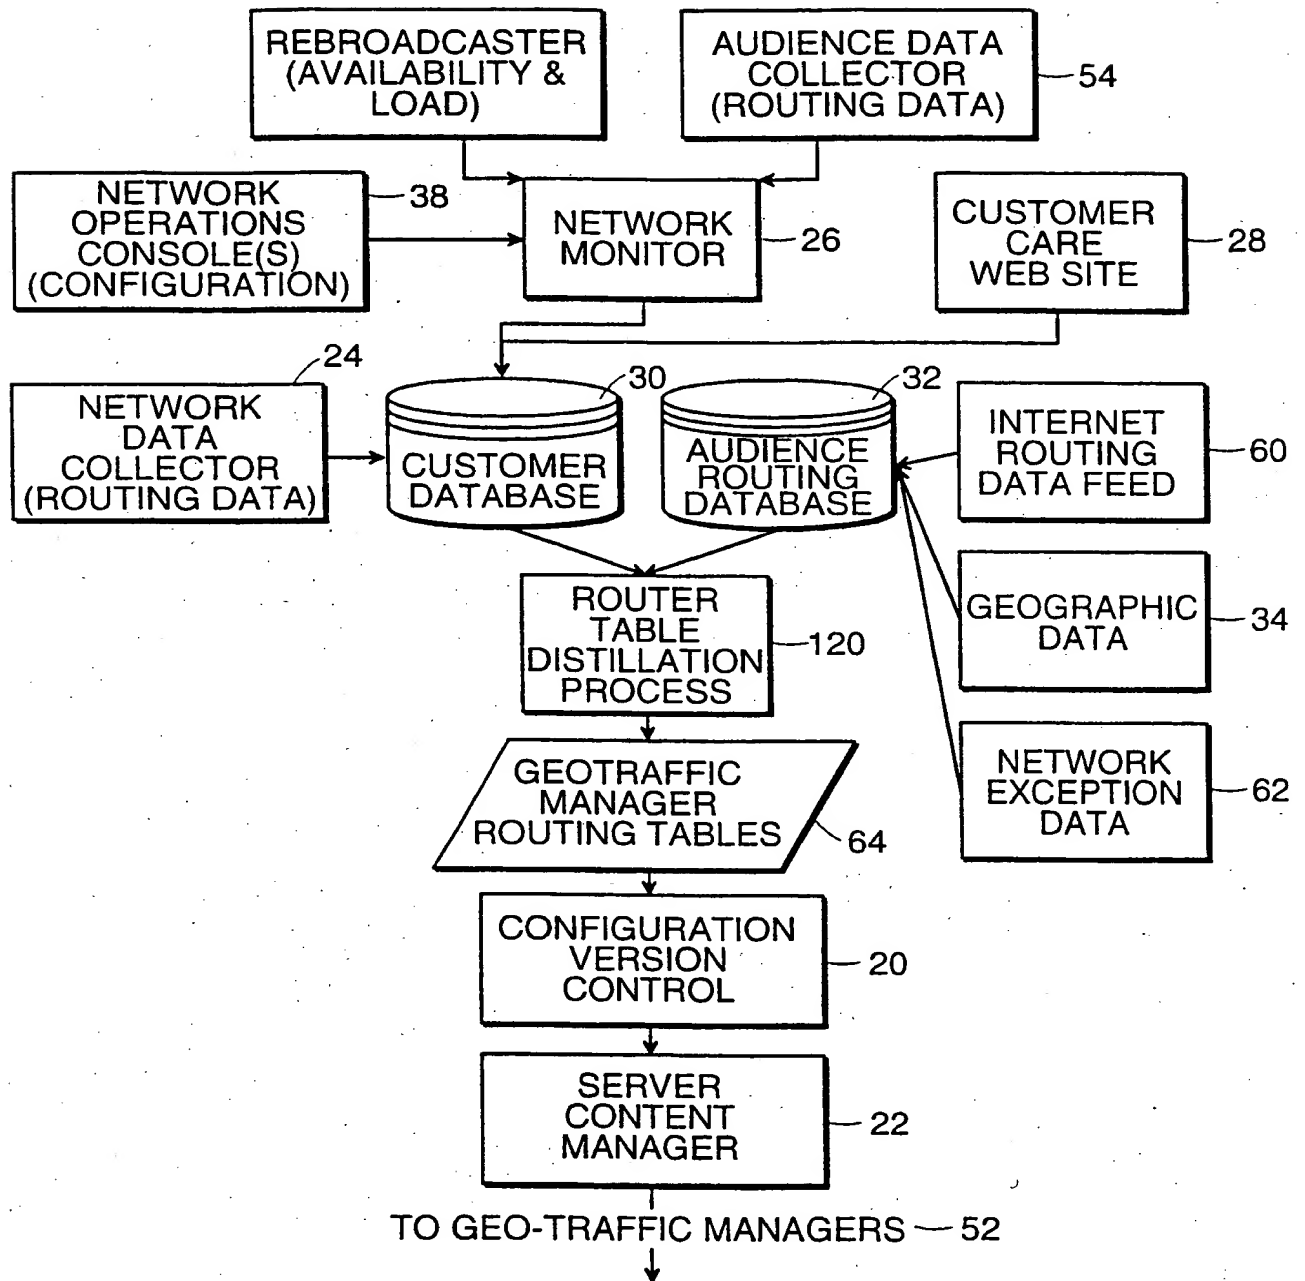 REBROADCASTER
(AVAILABILITY &
LOAD)
AUDIENCE DATA
COLLECTOR
(ROUTING DATA)
54
NETWORK
OPERATIONS
CONSOLE(S)
(CONFIGURATION)
38
NETWORK
MONITOR
26
CUSTOMER
CARE
WEB SITE
28
NETWORK
DATA
COLLECTOR
(ROUTING DATA)
24
CUSTOMER
DATABASE
30
AUDIENCE
ROUTING
DATABASE
32
INTERNET
ROUTING
DATA FEED
60
GEOGRAPHIC
DATA
34
NETWORK
EXCEPTION
DATA
62
ROUTER
TABLE
DISTILLATION
PROCESS
120
GEOTRAFFIC
MANAGER
ROUTING TABLES
64
CONFIGURATION
VERSION
CONTROL
20
SERVER
CONTENT
MANAGER
22
TO GEO-TRAFFIC MANAGERS
52